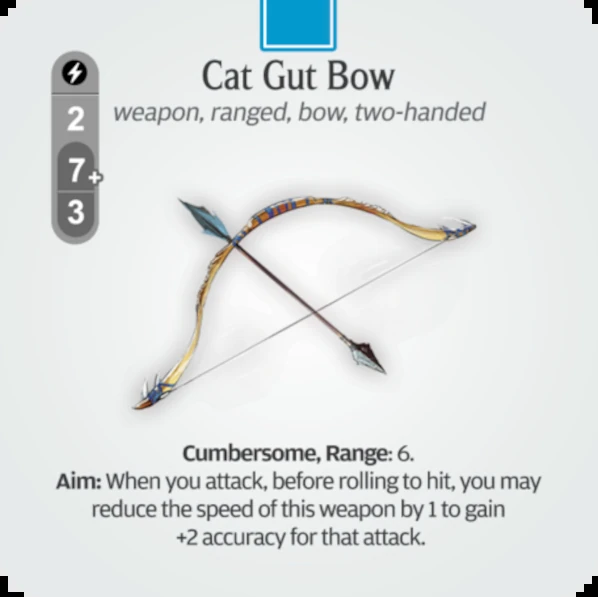 Cat Gut Bow
weapon, ranged, bow, two-handed
2
7+
3
Cumbersome, Range: 6.
Aim: When you attack, before rolling to hit, you may
reduce the speed of this weapon by 1 to gain
+2 accuracy for that attack.